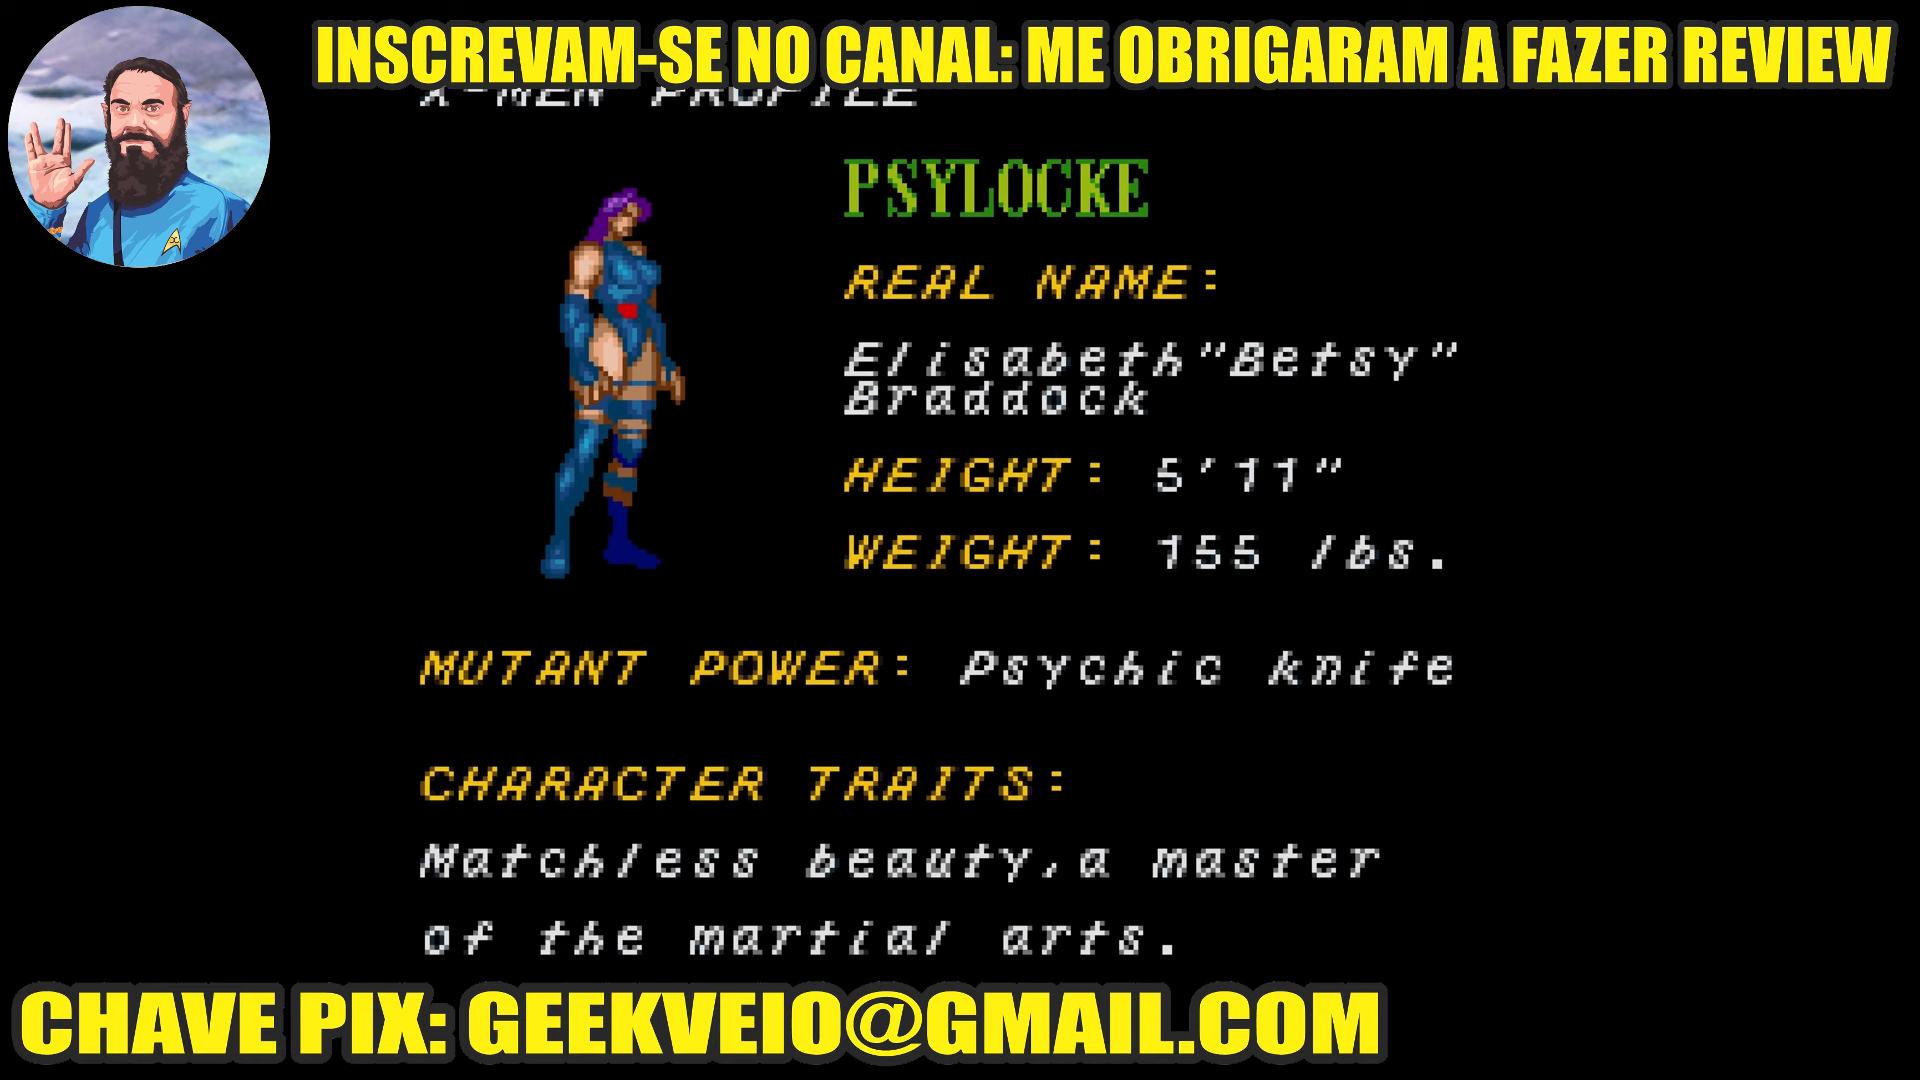 INSCREVAM-SE NO CANAL: ME OBRIGARAM A FAZER REVIEW
X-MEN PROFILE
PSYLOCKE
REAL NAME:
Elisabeth"Betsy"
Braddock
HEIGHT: 5'11"
WEIGHT: 155 lbs.
MUTANT POWER: Psychic knife
CHARACTER TRAITS:
Matchless beauty,a master
of the martial arts.
CHAVE PIX: GEEKVEIO@GMAIL.COM